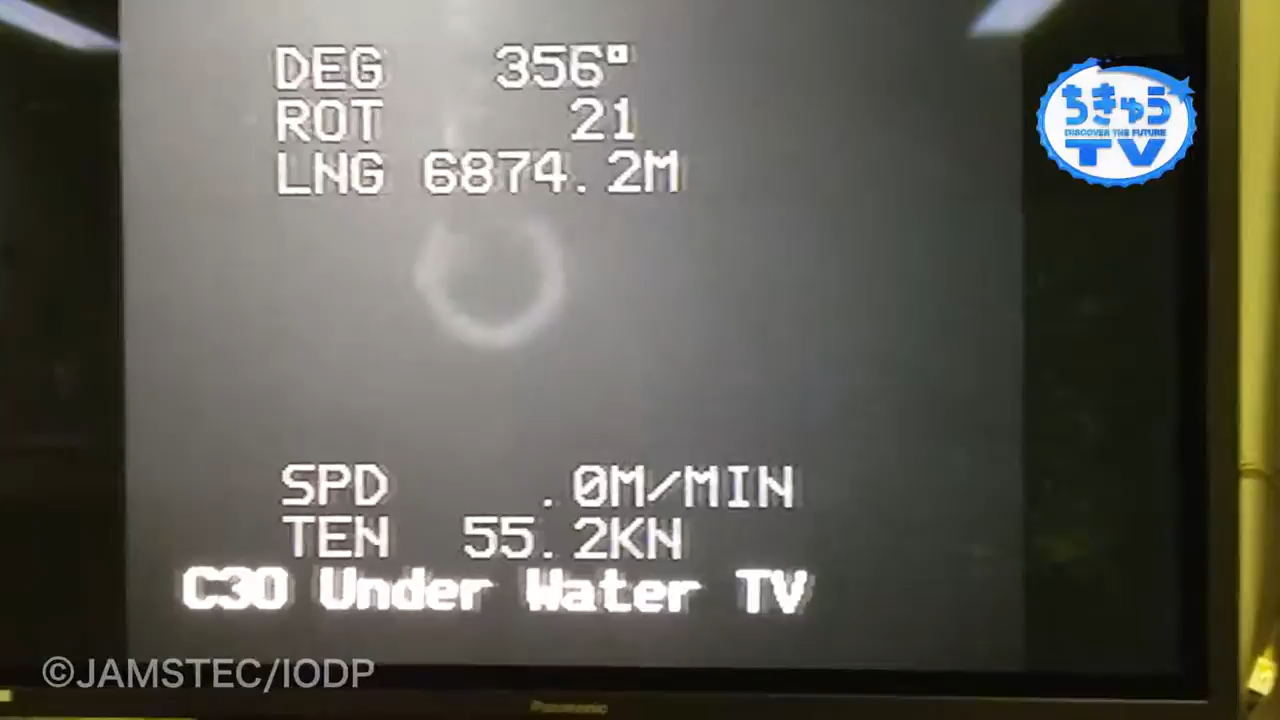 DEG 356°
ROT 21
LNG 6874.2M
ちきゅう
DISCOVER THE FUTURE
TV
SPD .0M/MIN
TEN 55.2KN
C30 Under Water TV
©JAMSTEC/IODP
Panasonic